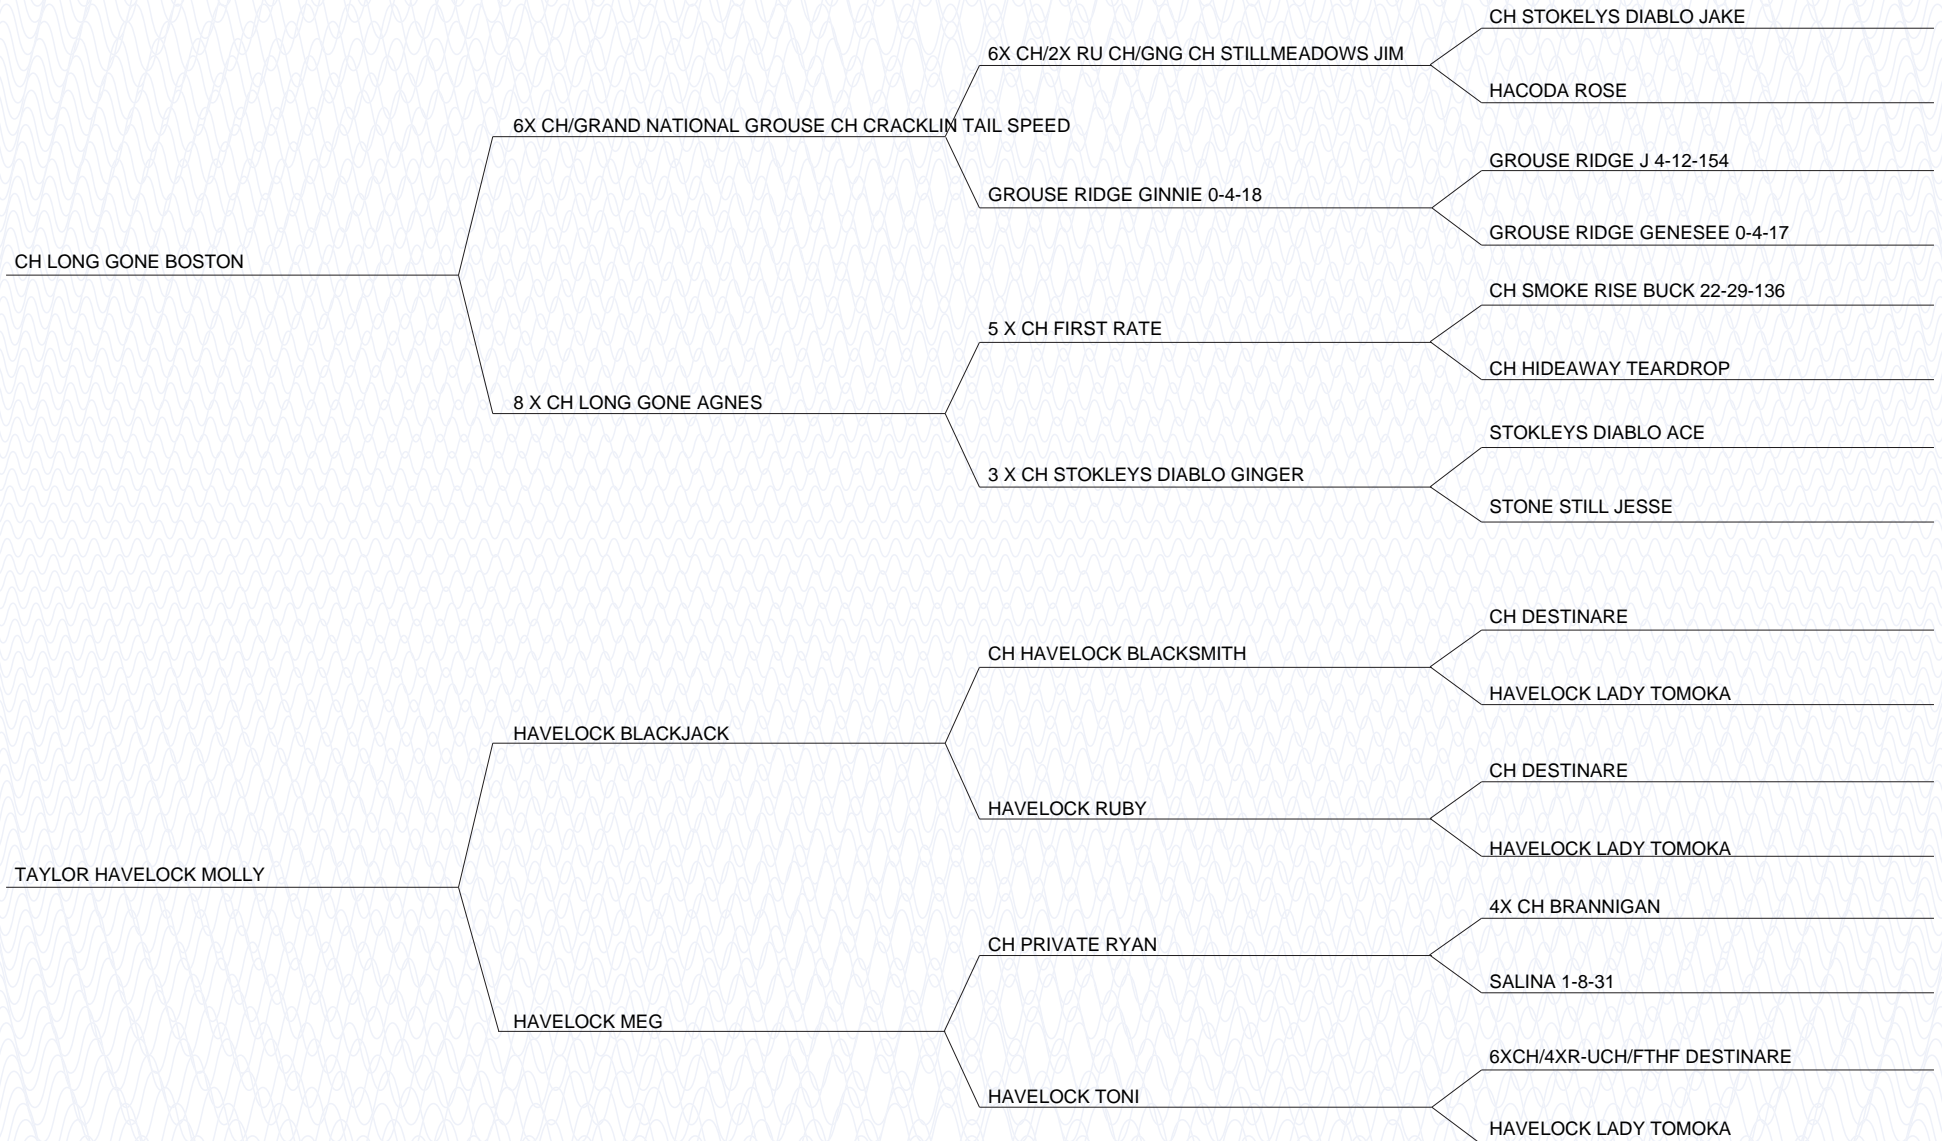 CH STOKELYS DIABLO JAKE
6X CH/2X RU CH/GNG CH STILLMEADOWS JIM
HACODA ROSE
6X CH/GRAND NATIONAL GROUSE CH CRACKLIN TAIL SPEED
GROUSE RIDGE J 4-12-154
GROUSE RIDGE GINNIE 0-4-18
GROUSE RIDGE GENESEE 0-4-17
CH LONG GONE BOSTON
CH SMOKE RISE BUCK 22-29-136
5 X CH FIRST RATE
CH HIDEAWAY TEARDROP
8 X CH LONG GONE AGNES
STOKLEYS DIABLO ACE
3 X CH STOKLEYS DIABLO GINGER
STONE STILL JESSE
CH DESTINARE
CH HAVELOCK BLACKSMITH
HAVELOCK LADY TOMOKA
HAVELOCK BLACKJACK
CH DESTINARE
HAVELOCK RUBY
HAVELOCK LADY TOMOKA
TAYLOR HAVELOCK MOLLY
4X CH BRANNIGAN
CH PRIVATE RYAN
SALINA 1-8-31
HAVELOCK MEG
6XCH/4XR-UCH/FTHF DESTINARE
HAVELOCK TONI
HAVELOCK LADY TOMOKA